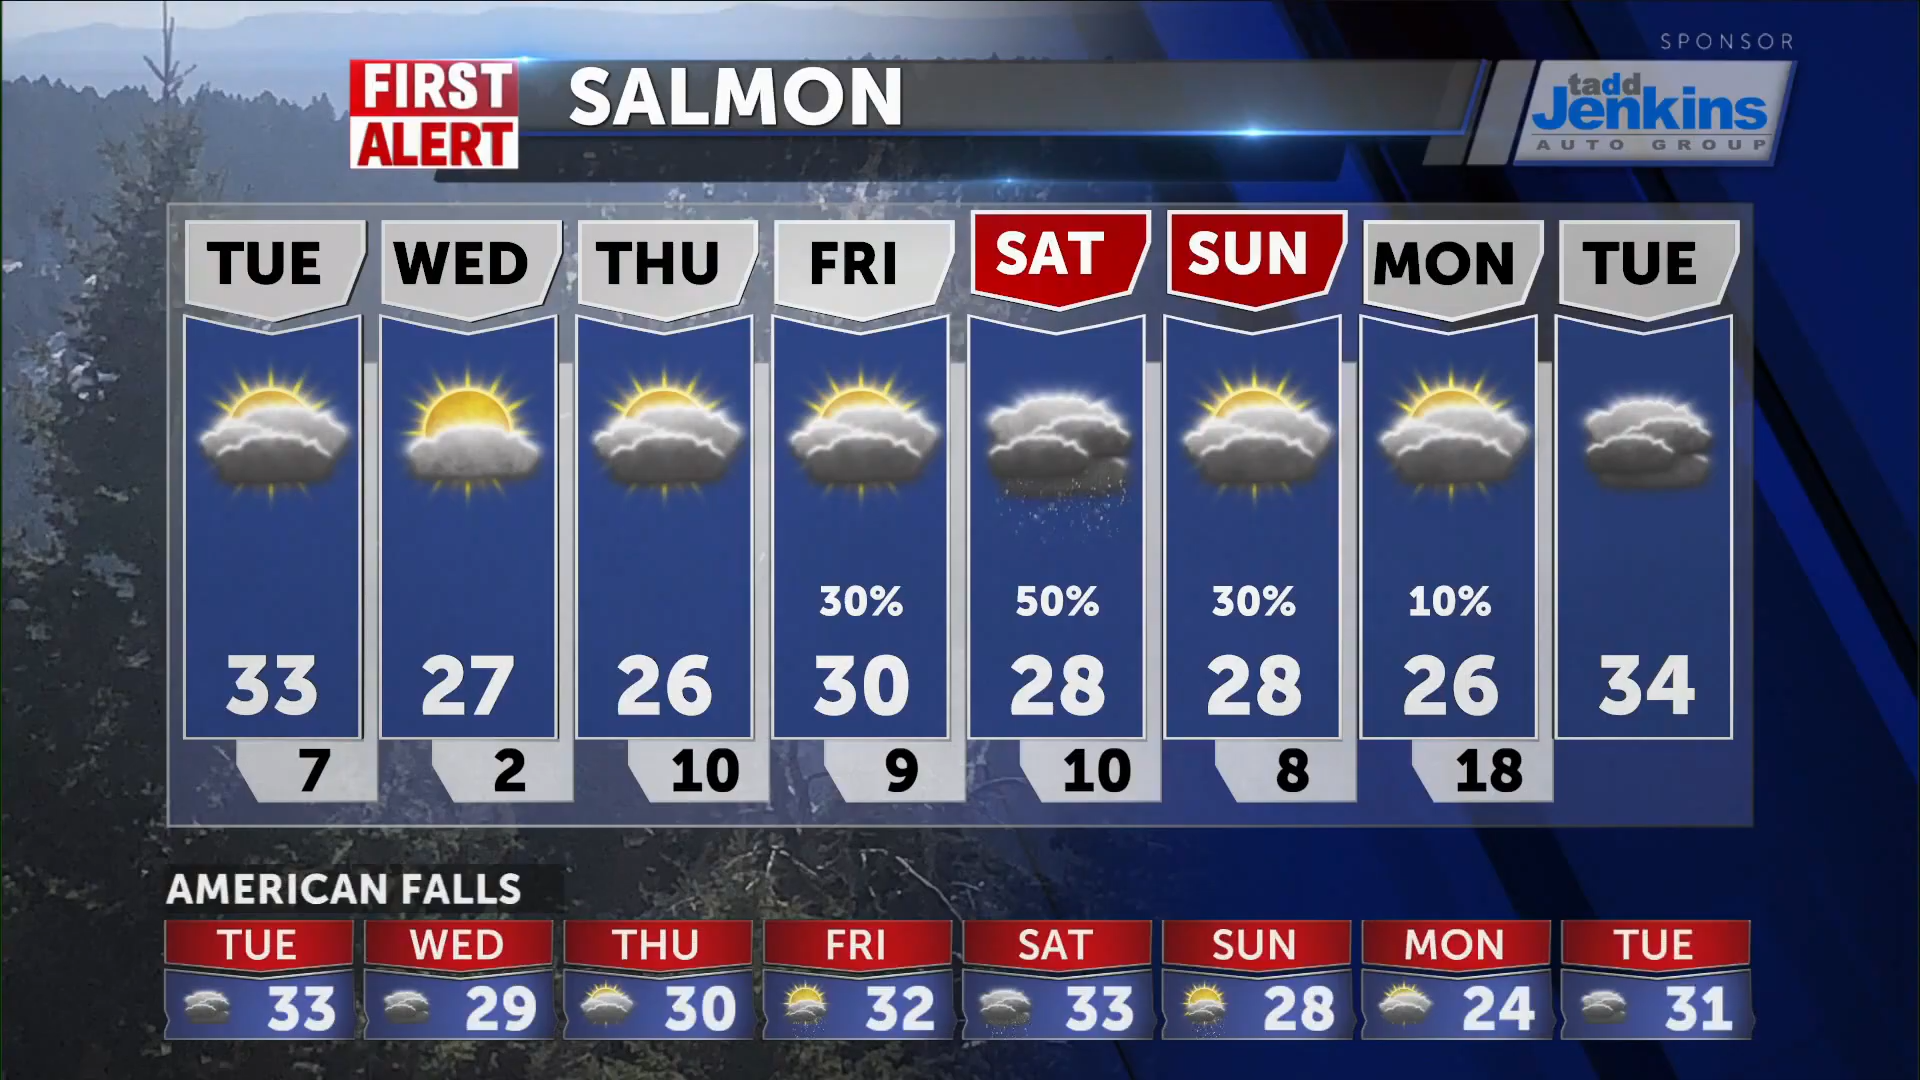 SPONSOR
FIRST
ALERT
SALMON
tadd
Jenkins
AUTO GROUP
TUE WED THU FRI SAT SUN MON TUE
30% 50% 30% 10%
33 27 26 30 28 28 26 34
7 2 10 9 10 8 18
AMERICAN FALLS
TUE WED THU FRI SAT SUN MON TUE
33 29 30 32 33 28 24 31